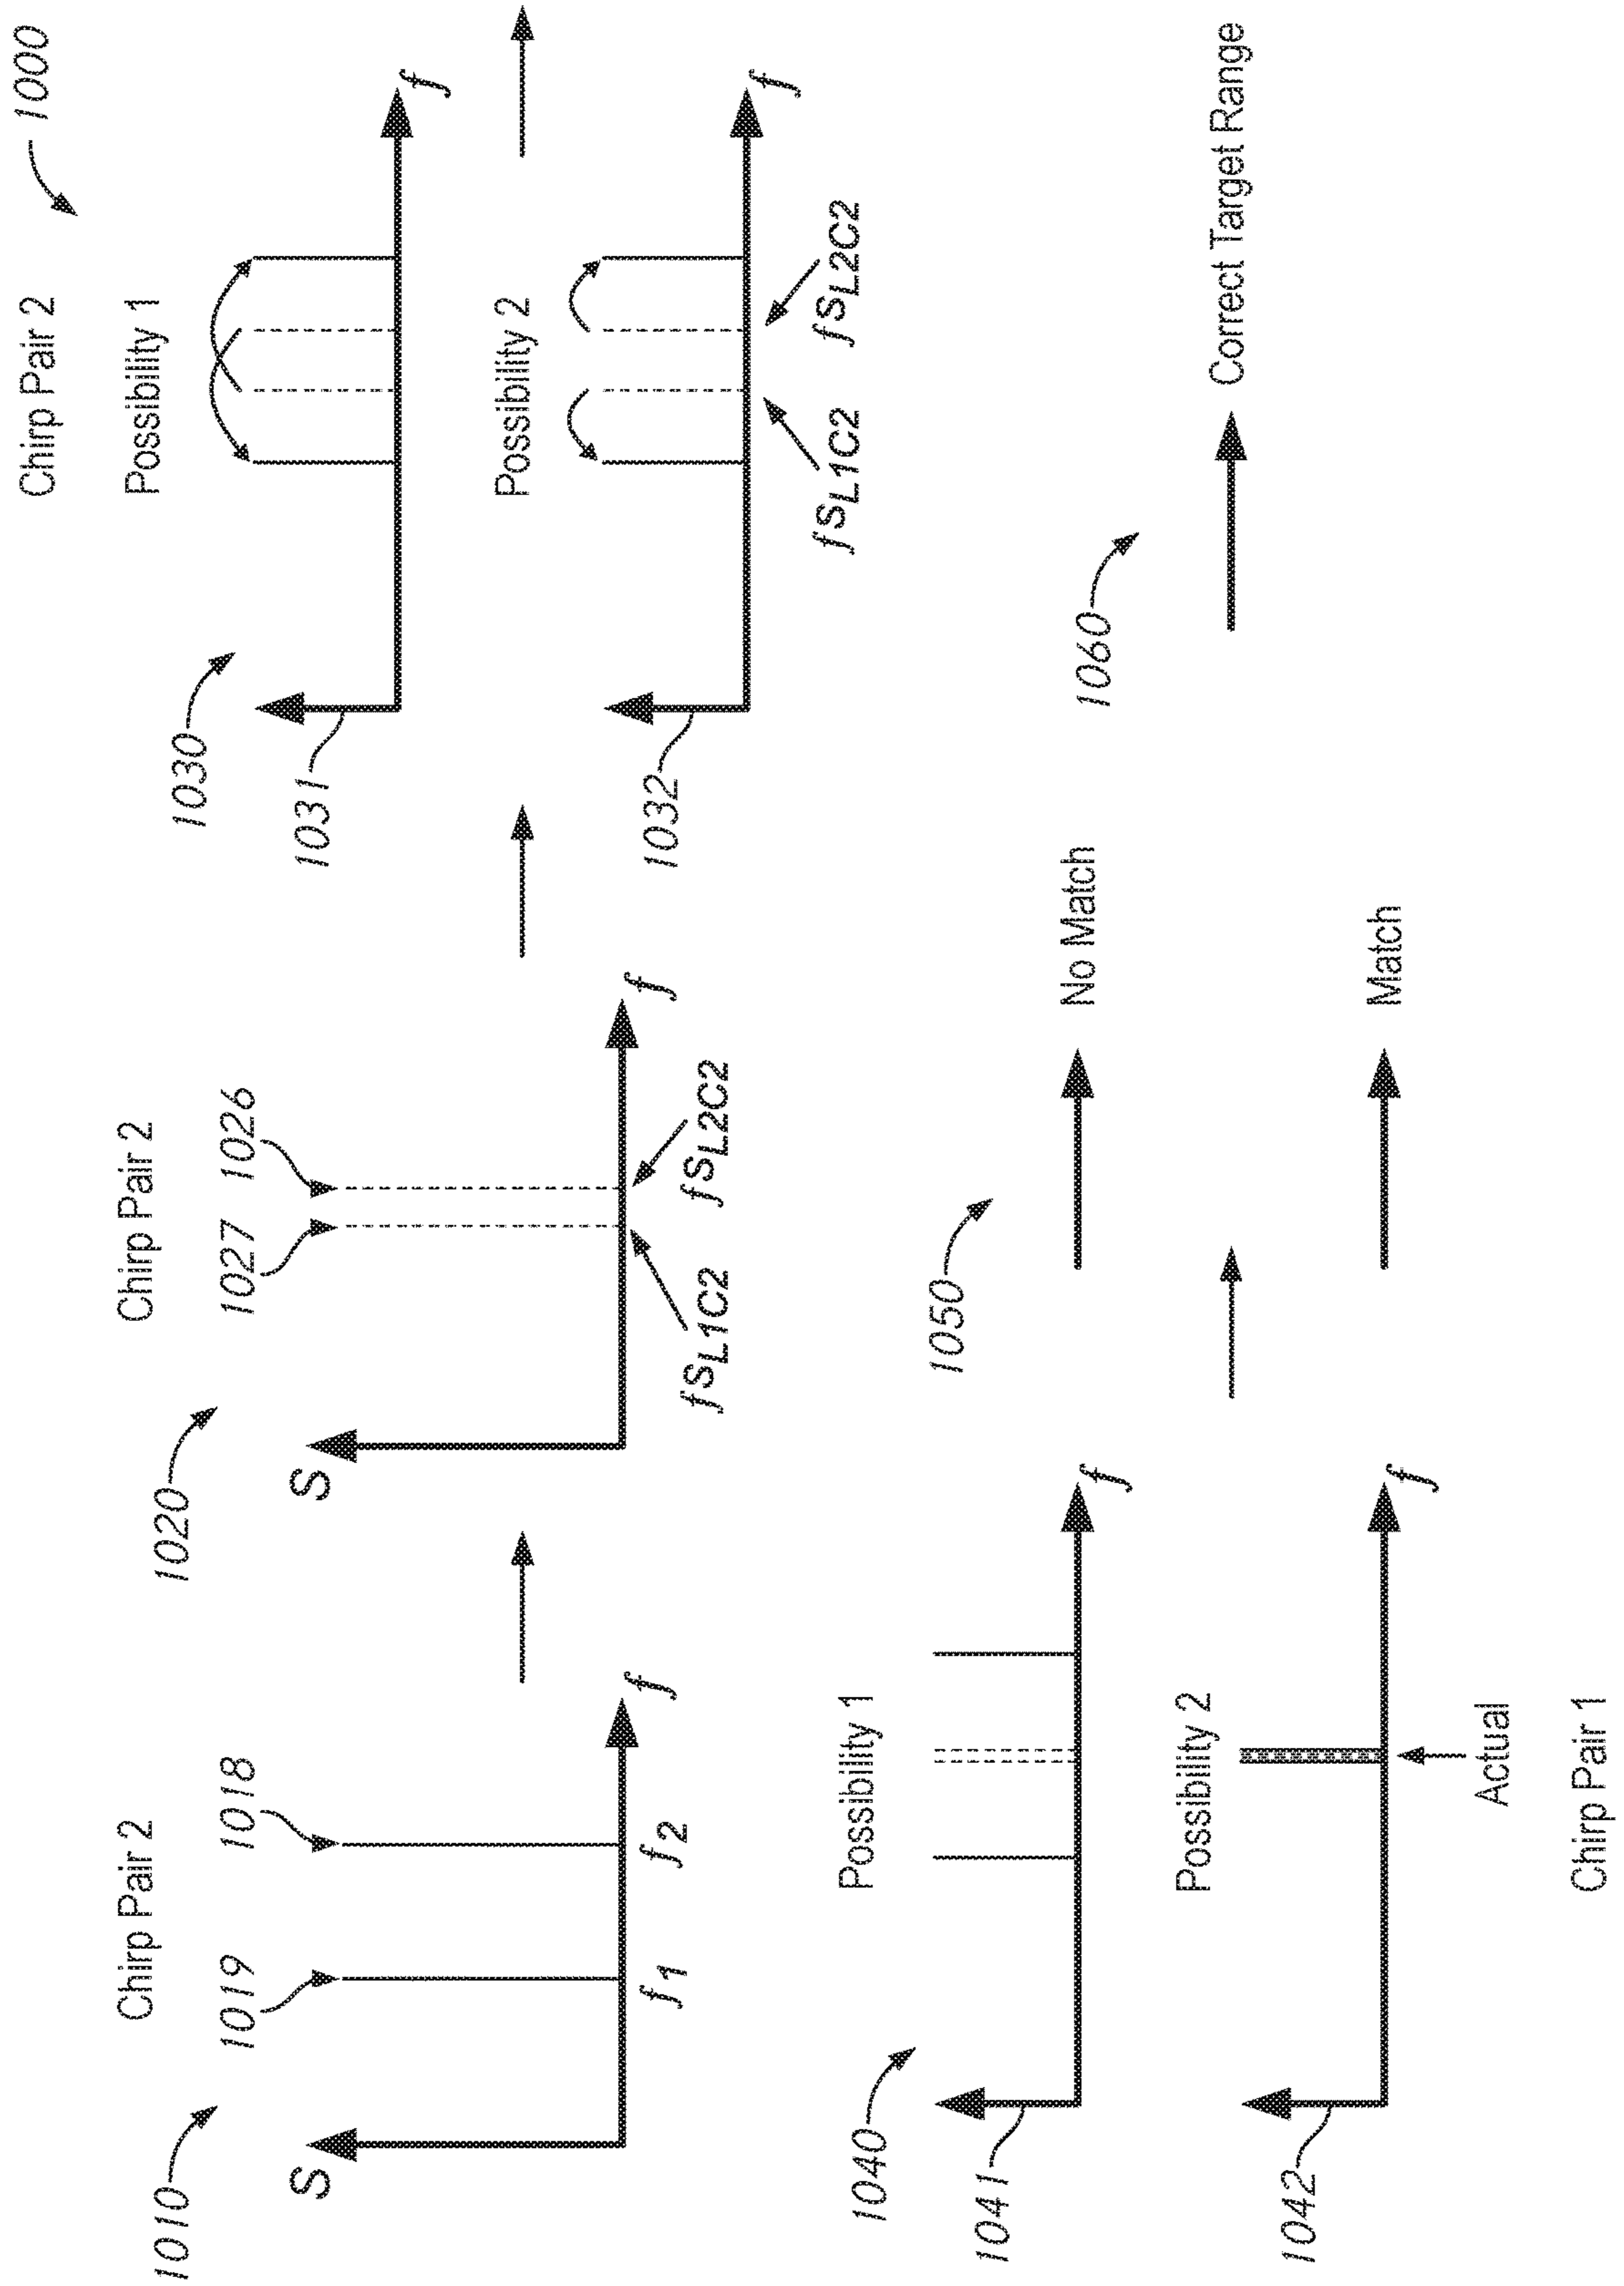 1000
1010
Chirp Pair 2
1019
1018
S
f
f1
f2
1020
Chirp Pair 2
1027
1026
S
f
fSL1C2
fSL2C2
1030
Chirp Pair 2
Possibility 1
1031
f
Possibility 2
1032
f
fSL1C2
fSL2C2
1040
Possibility 1
1041
f
Possibility 2
1042
f
Actual
Chirp Pair 1
1050
No Match
Match
1060
Correct Target Range